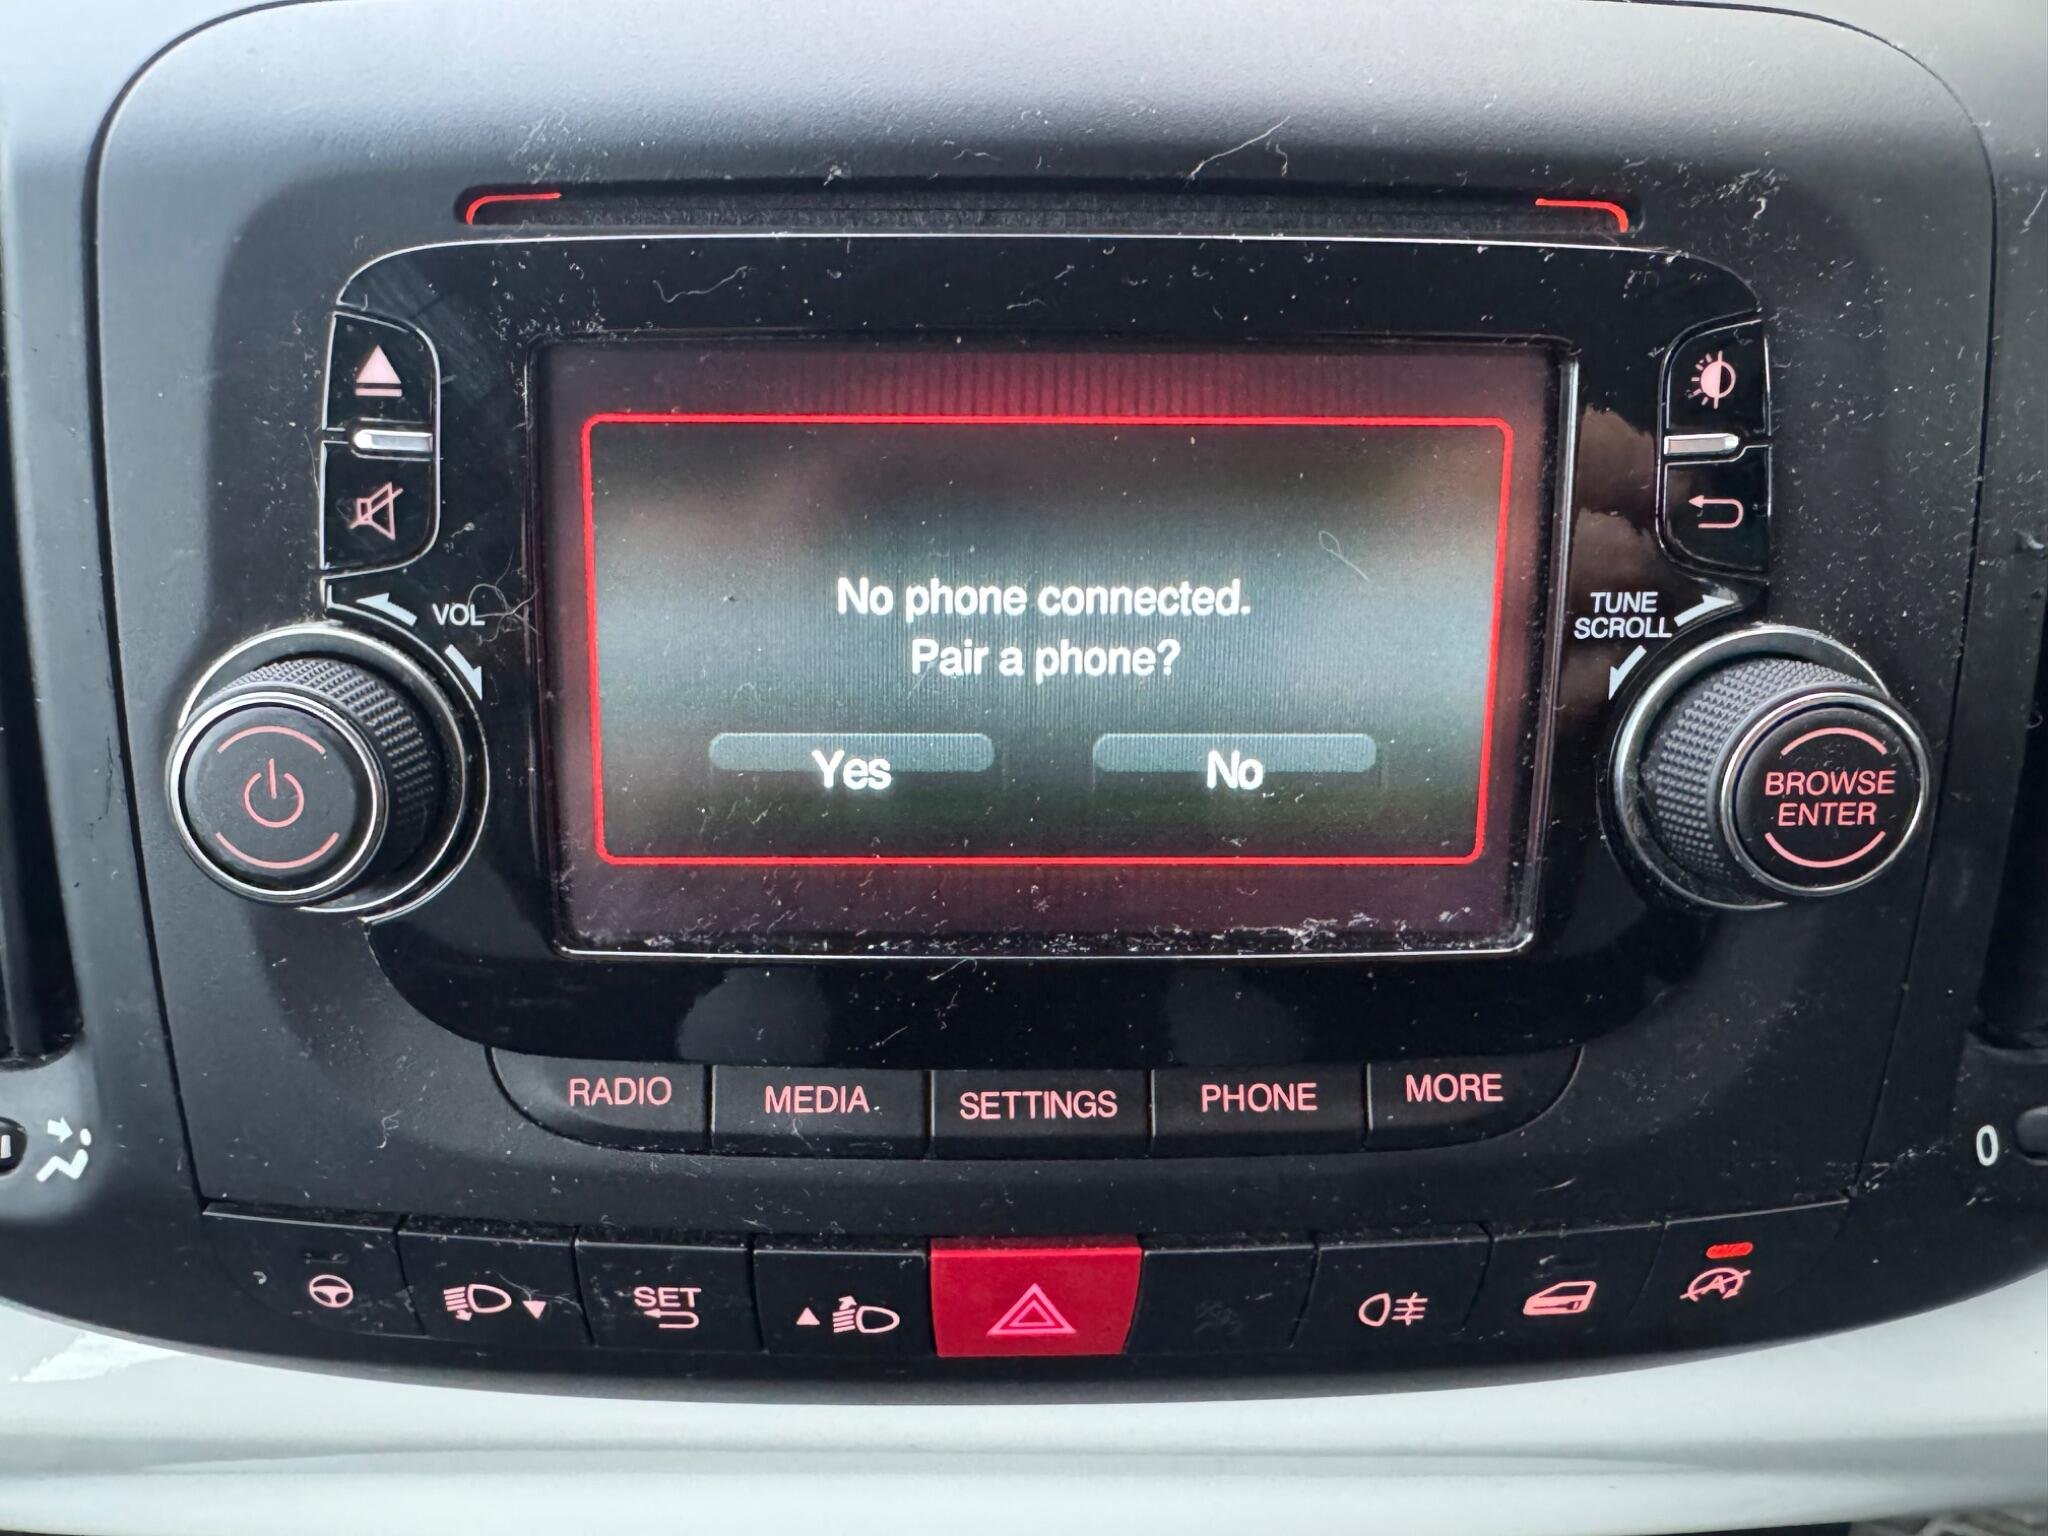 VOL
TUNE
SCROLL
No phone connected.
Pair a phone?
Yes
No
BROWSE
ENTER
RADIO
MEDIA
SETTINGS
PHONE
MORE
0
SET
A